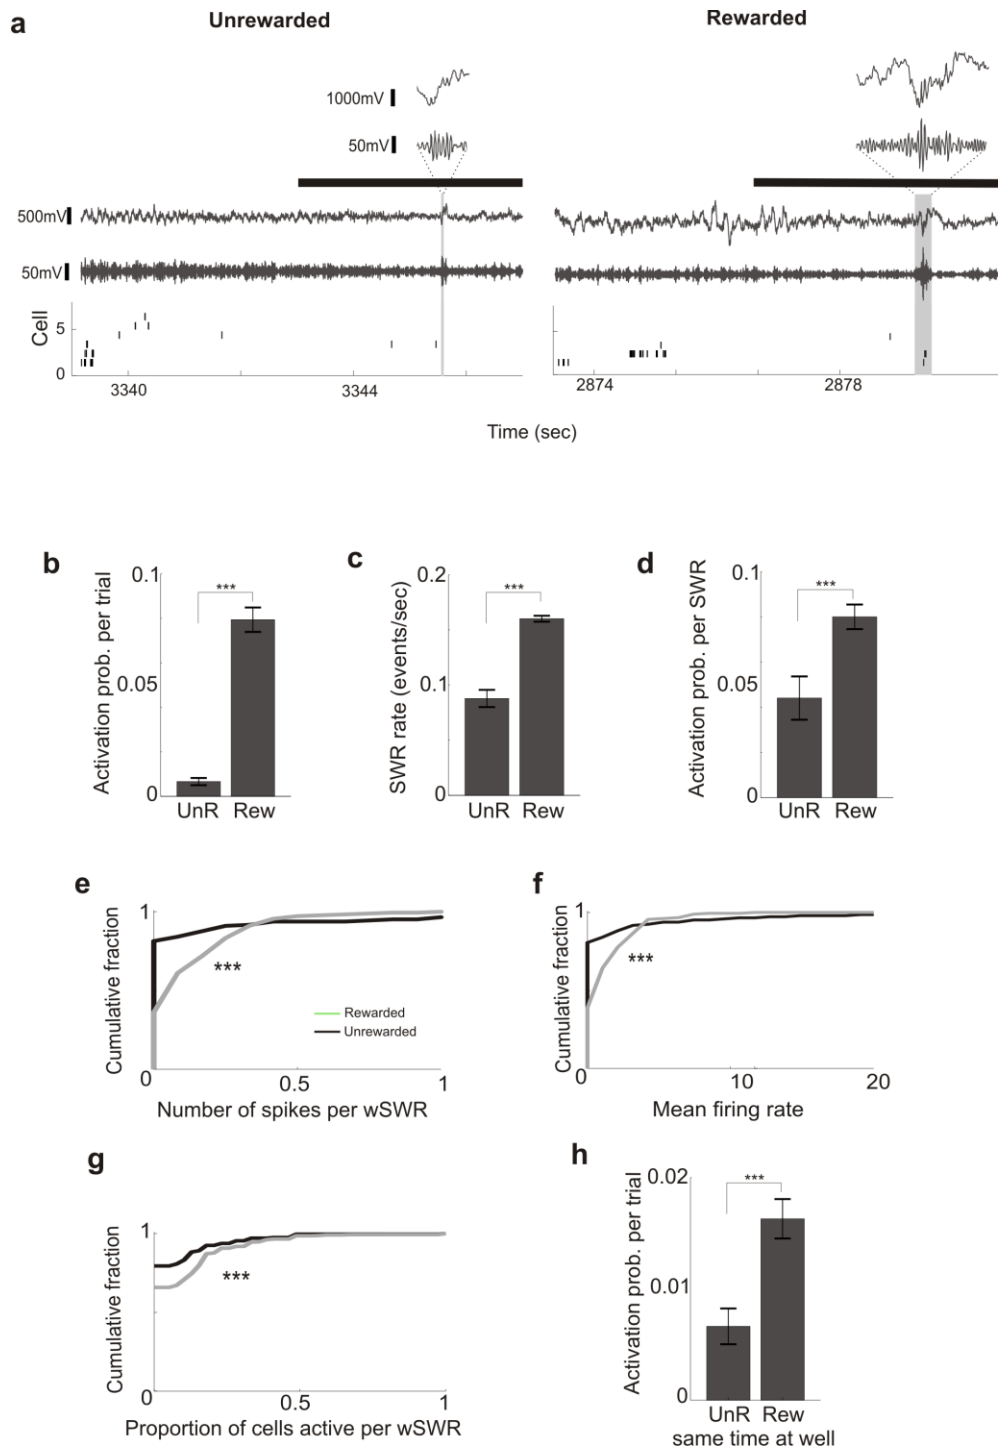 a
Unrewarded
Rewarded
1000mV
50mV
500mV
50mV
Cell
5
0
3340
3344
2874
2878
Time (sec)
b
Activation prob. per trial
0.1
0.05
0
***
UnR Rew
c
SWR rate (events/sec)
0.2
0.1
0
***
UnR Rew
d
Activation prob. per SWR
0.1
0.05
0
***
UnR Rew
e
Cumulative fraction
1
0
0.5
1
***
Rewarded
Unrewarded
Number of spikes per wSWR
f
Cumulative fraction
1
0
10
20
***
Mean firing rate
g
Cumulative fraction
1
0
0.5
1
***
Proportion of cells active per wSWR
h
Activation prob. per trial
0.02
0.01
0
***
UnR Rew
same time at well